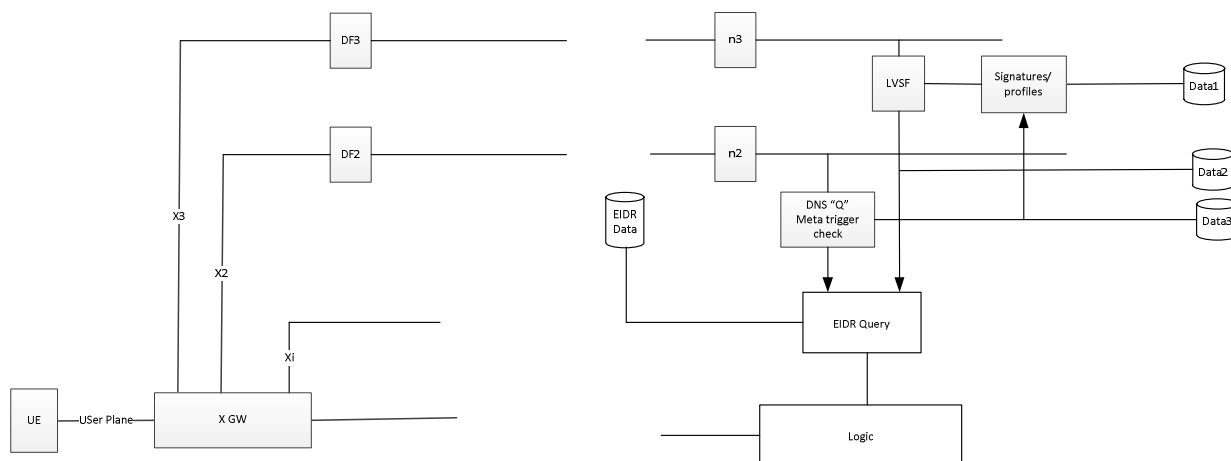 DF3
n3
LVSF
Signatures/
profiles
Data1
DF2
n2
Data2
X3
EIDR
Data
DNS “Q”
Meta trigger
check
Data3
X2
EIDR Query
Xi
UE
USer Plane
X GW
Logic